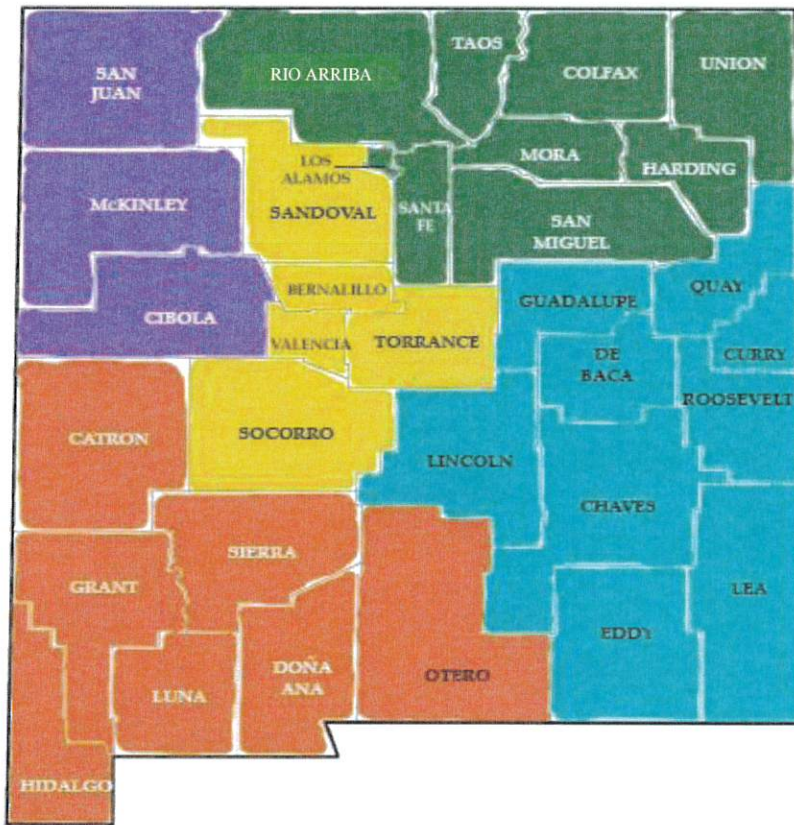 SAN
JUAN
RIO ARRIBA
TAOS
COLFAX
UNION
LOS
ALAMOS
MORA
HARDING
McKINLEY
SANDOVAL
SANTA
FE
SAN
MIGUEL
BERNALILLO
QUAY
GUADALUPE
CIBOLA
VALENCIA
TORRANCE
DE
BACA
CURRY
ROOSEVELT
CATRON
SOCORRO
LINCOLN
CHAVES
SIERRA
GRANT
LEA
EDDY
DOÑA
ANA
OTERO
LUNA
HIDALGO